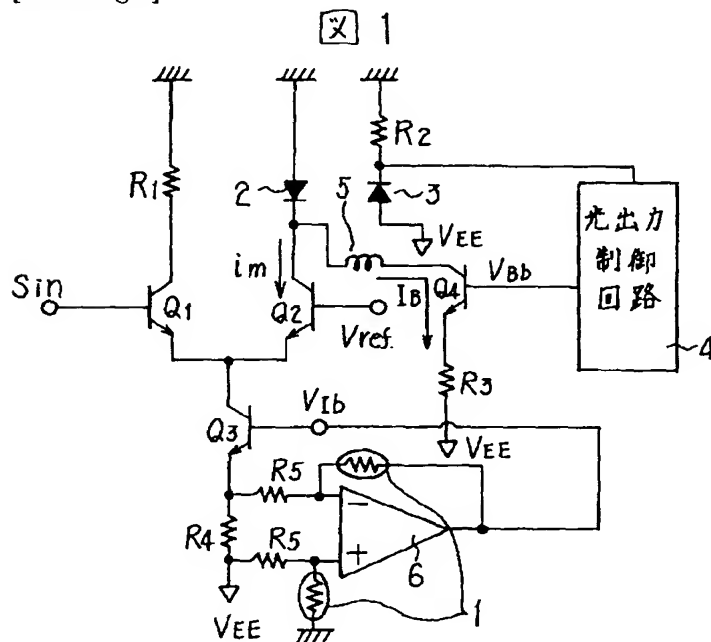 図 1
R1
2
5
R2
3
VEE
光出力
制御
回路
4
im
Sin
Q1
Q2
Vref.
IB
Q4
VBb
R3
VEE
VIb
Q3
R5
R4
R5
−
+
6
1
VEE